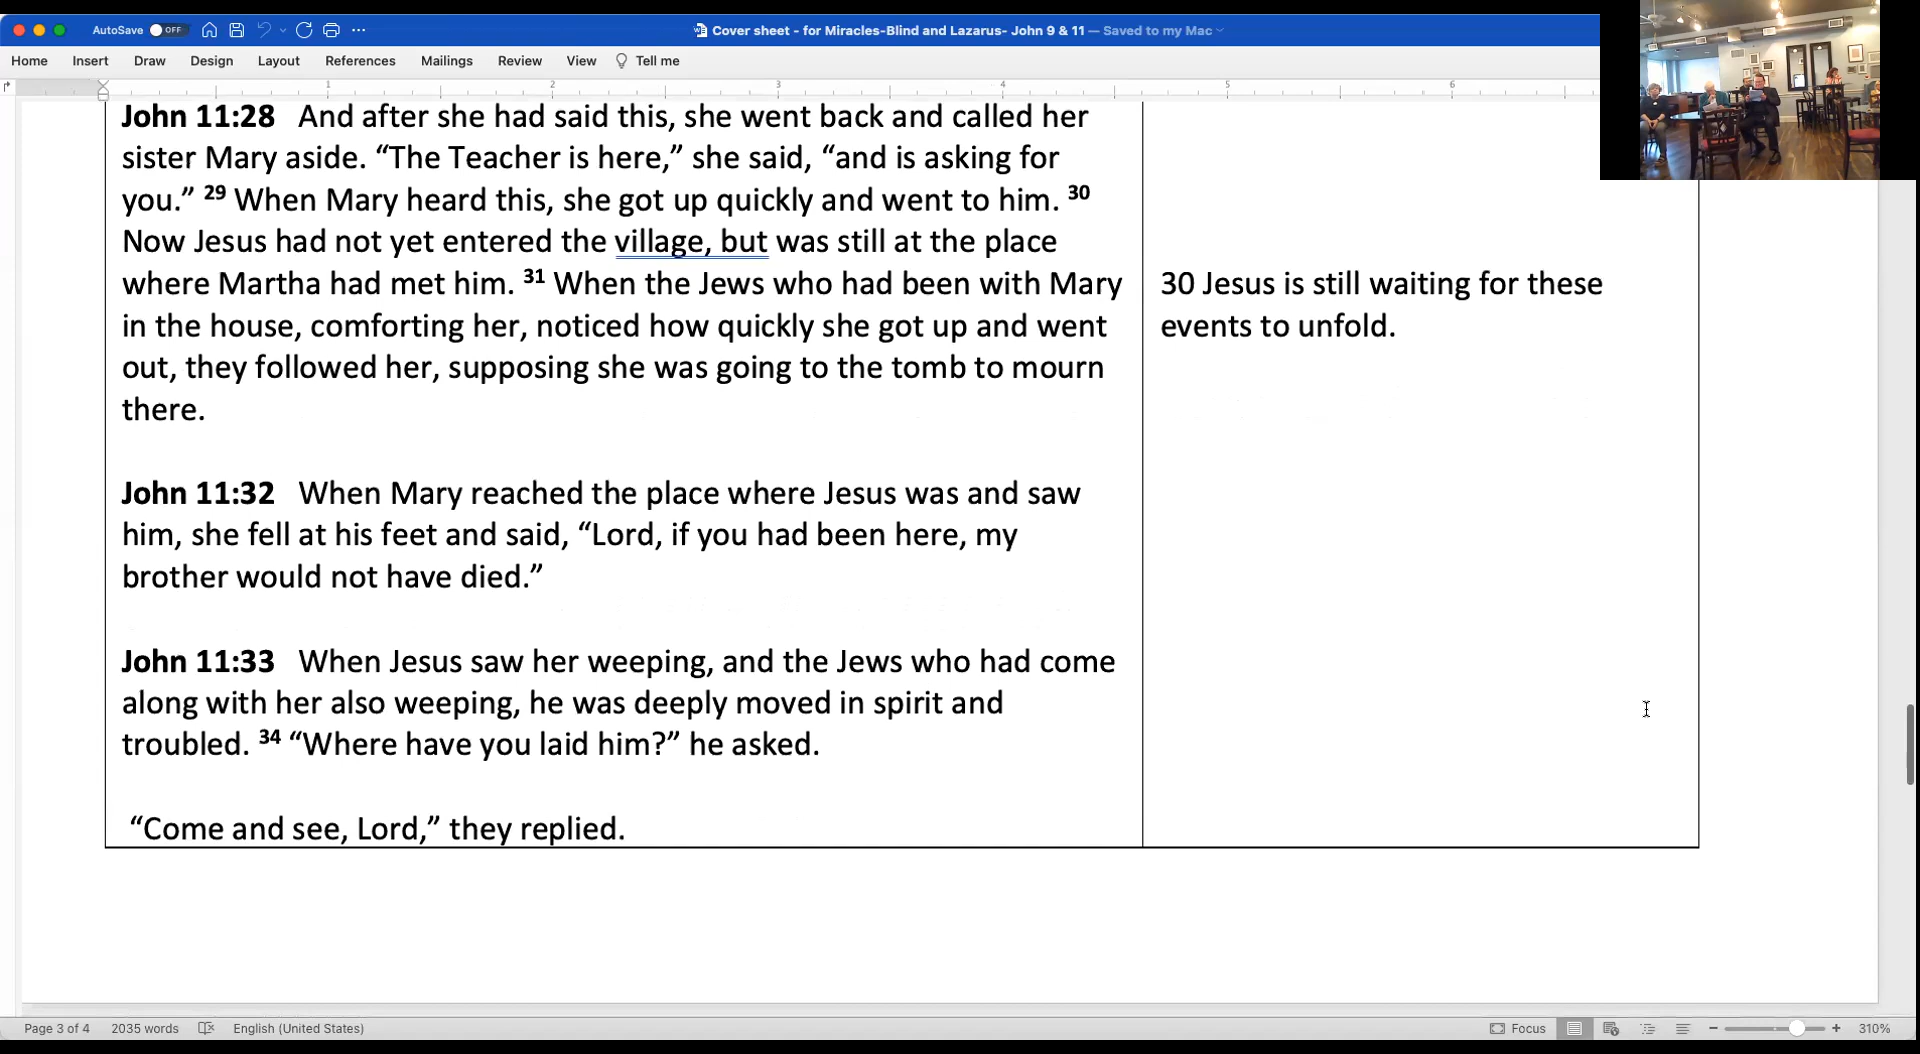 AutoSave OFF
Cover sheet - for Miracles-Blind and Lazarus- John 9 & 11 — Saved to my Mac
Home Insert Draw Design Layout References Mailings Review View Tell me
1 2 3 4 5 6
John 11:28 And after she had said this, she went back and called her
sister Mary aside. “The Teacher is here,” she said, “and is asking for
you.” 29 When Mary heard this, she got up quickly and went to him. 30
Now Jesus had not yet entered the village, but was still at the place
where Martha had met him. 31 When the Jews who had been with Mary
in the house, comforting her, noticed how quickly she got up and went
out, they followed her, supposing she was going to the tomb to mourn
there.
John 11:32 When Mary reached the place where Jesus was and saw
him, she fell at his feet and said, “Lord, if you had been here, my
brother would not have died.”
John 11:33 When Jesus saw her weeping, and the Jews who had come
along with her also weeping, he was deeply moved in spirit and
troubled. 34 “Where have you laid him?” he asked.
“Come and see, Lord,” they replied.
30 Jesus is still waiting for these
events to unfold.
Page 3 of 4 2035 words English (United States) Focus 310%